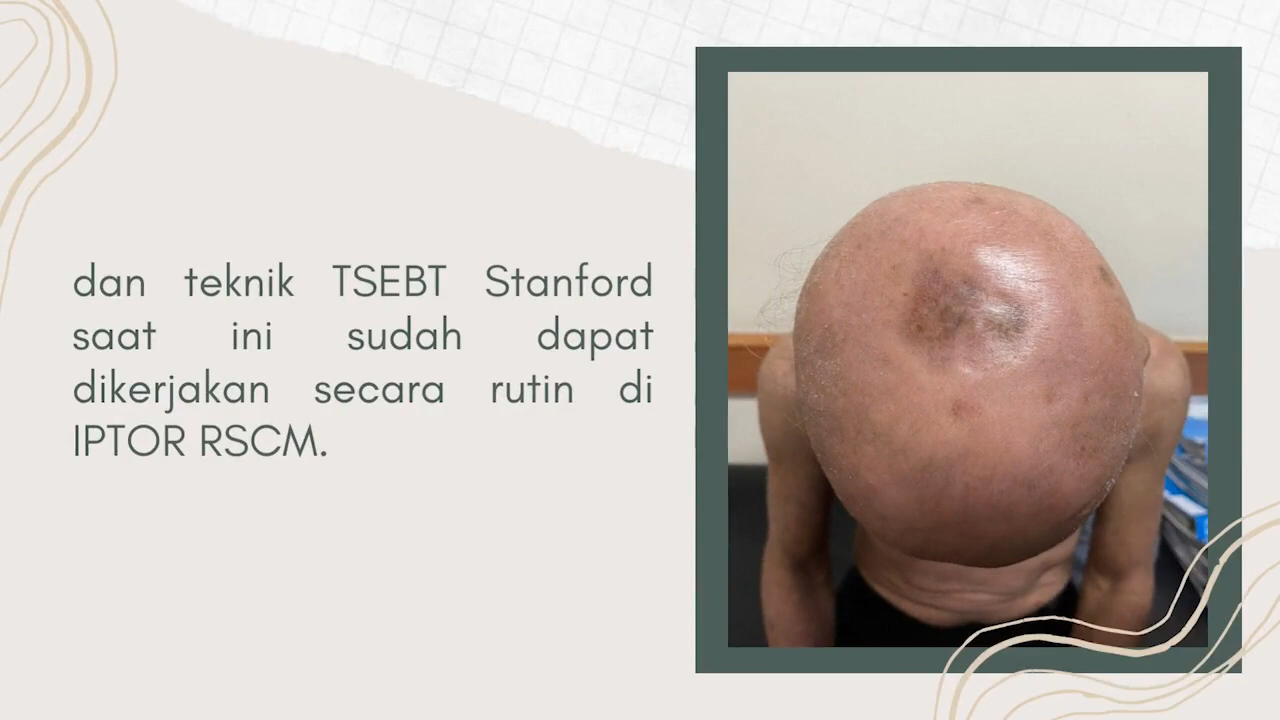 dan teknik TSEBT Stanford
saat ini sudah dapat
dikerjakan secara rutin di
IPTOR RSCM.